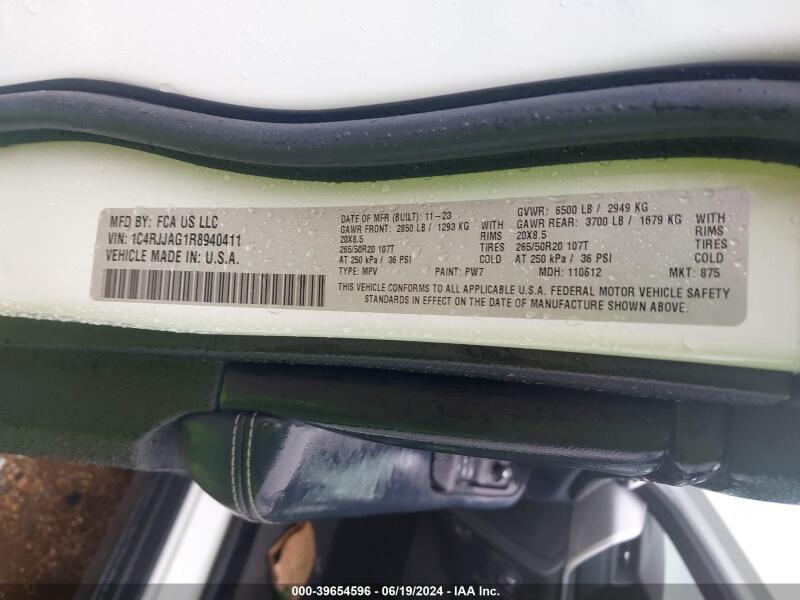 MFD BY: FCA US LLC
VIN: 1C4RJJAG1R8940411
VEHICLE MADE IN: U.S.A.
DATE OF MFR (BUILT): 11-23
GAWR FRONT: 2850 LB / 1293 KG WITH
20X8.5 RIMS
265/50R20 107T TIRES
AT 250 kPa / 36 PSI COLD
TYPE: MPV PAINT: PW7
GVWR: 6500 LB / 2949 KG
GAWR REAR: 3700 LB / 1679 KG WITH
20X8.5 RIMS
265/50R20 107T TIRES
AT 250 kPa / 36 PSI COLD
MDH: 110612 MKT: 875
THIS VEHICLE CONFORMS TO ALL APPLICABLE U.S.A. FEDERAL MOTOR VEHICLE SAFETY
STANDARDS IN EFFECT ON THE DATE OF MANUFACTURE SHOWN ABOVE.
000-39654596 - 06/19/2024 - IAA Inc.